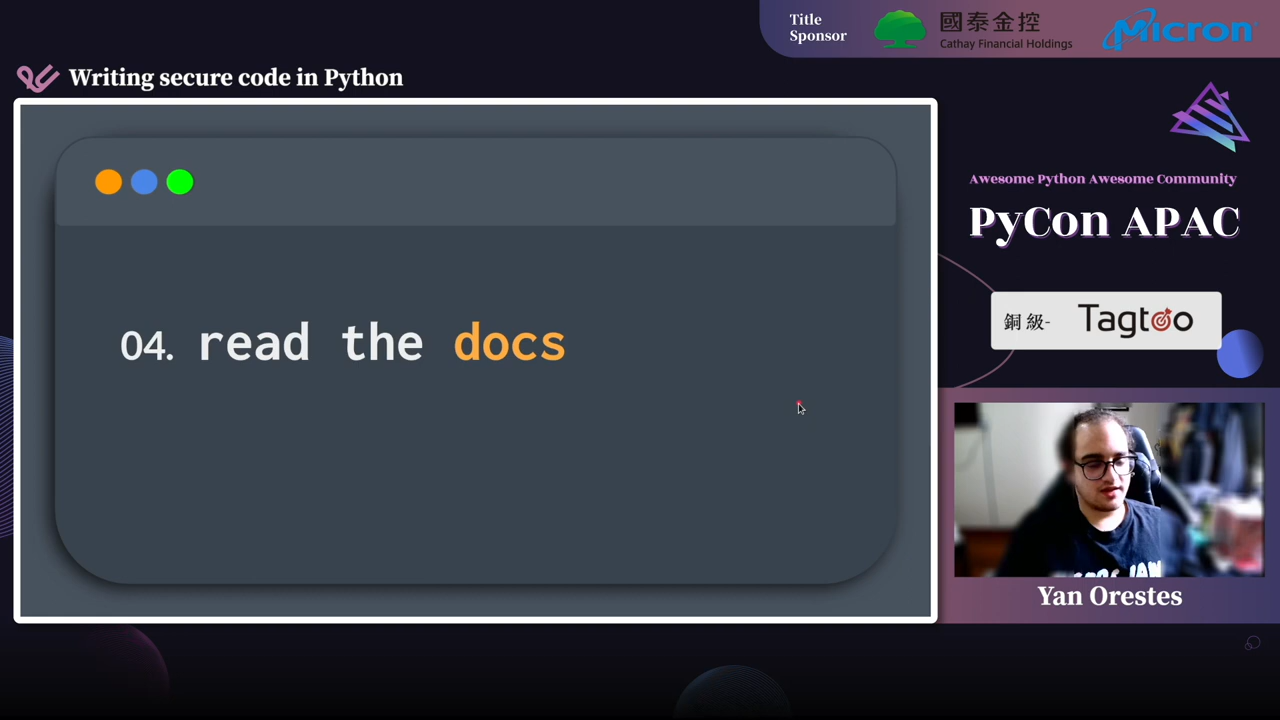 Title
Sponsor
國泰金控
Cathay Financial Holdings
Micron
Writing secure code in Python
04. read the docs
Awesome Python Awesome Community
PyCon APAC
銅級- Tagtoo
Yan Orestes